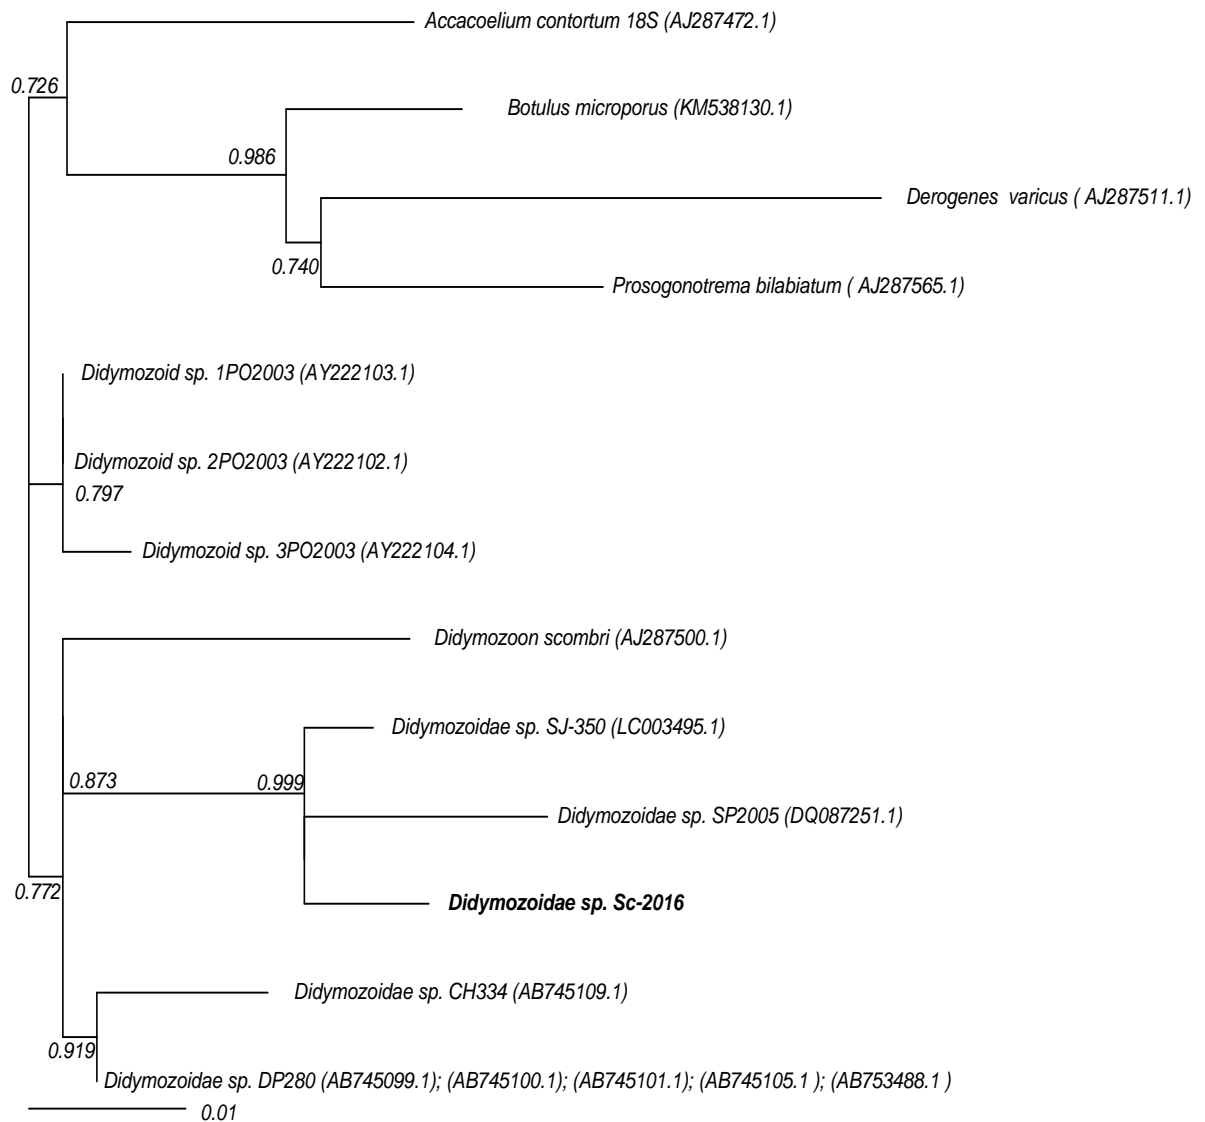 Accacoelium contortum 18S (AJ287472.1)
0.726
Botulus microporus (KM538130.1)
0.986
Derogenes varicus ( AJ287511.1)
0.740
Prosogonotrema bilabiatum ( AJ287565.1)
Didymozoid sp. 1PO2003 (AY222103.1)
Didymozoid sp. 2PO2003 (AY222102.1)
0.797
Didymozoid sp. 3PO2003 (AY222104.1)
Didymozoon scombri (AJ287500.1)
Didymozoidae sp. SJ-350 (LC003495.1)
0.873
0.999
Didymozoidae sp. SP2005 (DQ087251.1)
0.772
Didymozoidae sp. Sc-2016
Didymozoidae sp. CH334 (AB745109.1)
0.919
Didymozoidae sp. DP280 (AB745099.1); (AB745100.1); (AB745101.1); (AB745105.1 ); (AB753488.1 )
0.01